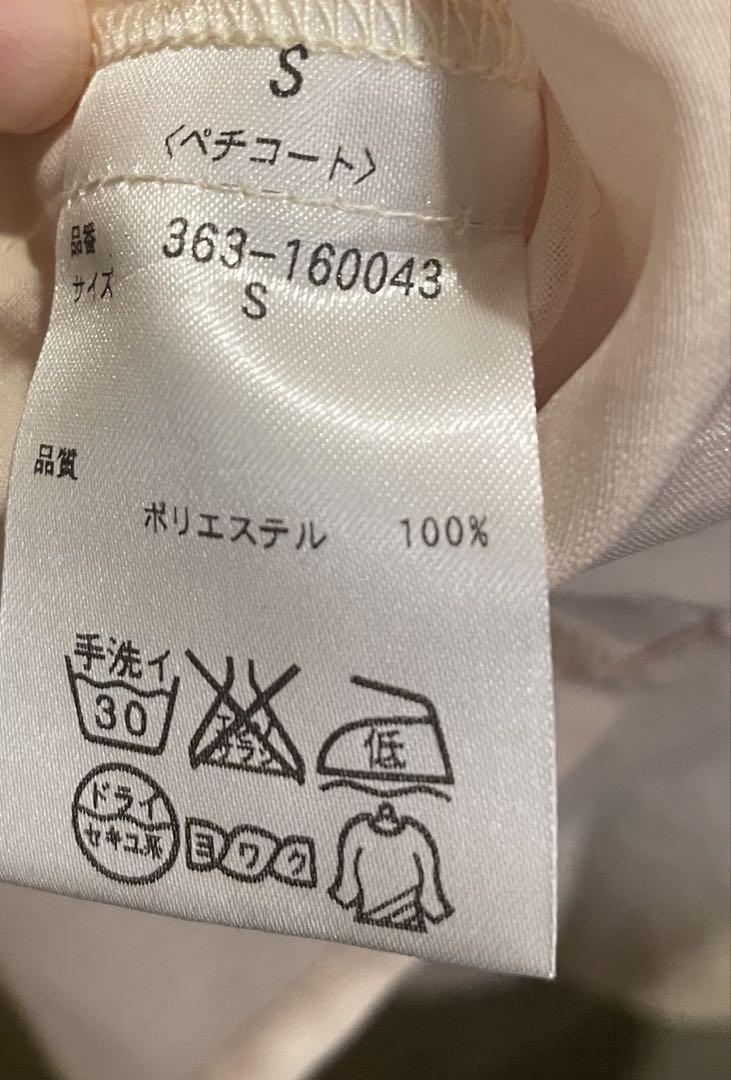 S
〈ペチコート〉
品番 363-160043
サイズ S
品質
ポリエステル 100%
手洗イ
30
エンソ
サラシ
低
ドライ
セキユ系
ヨワク